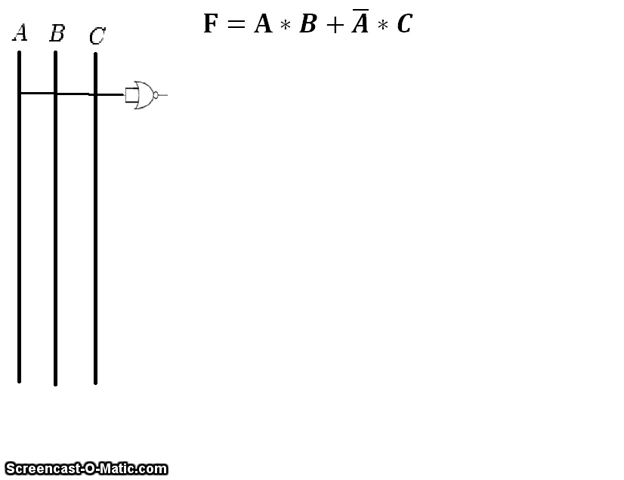 A B C
F = A ∗ B + A̅ ∗ C
Screencast-O-Matic.com